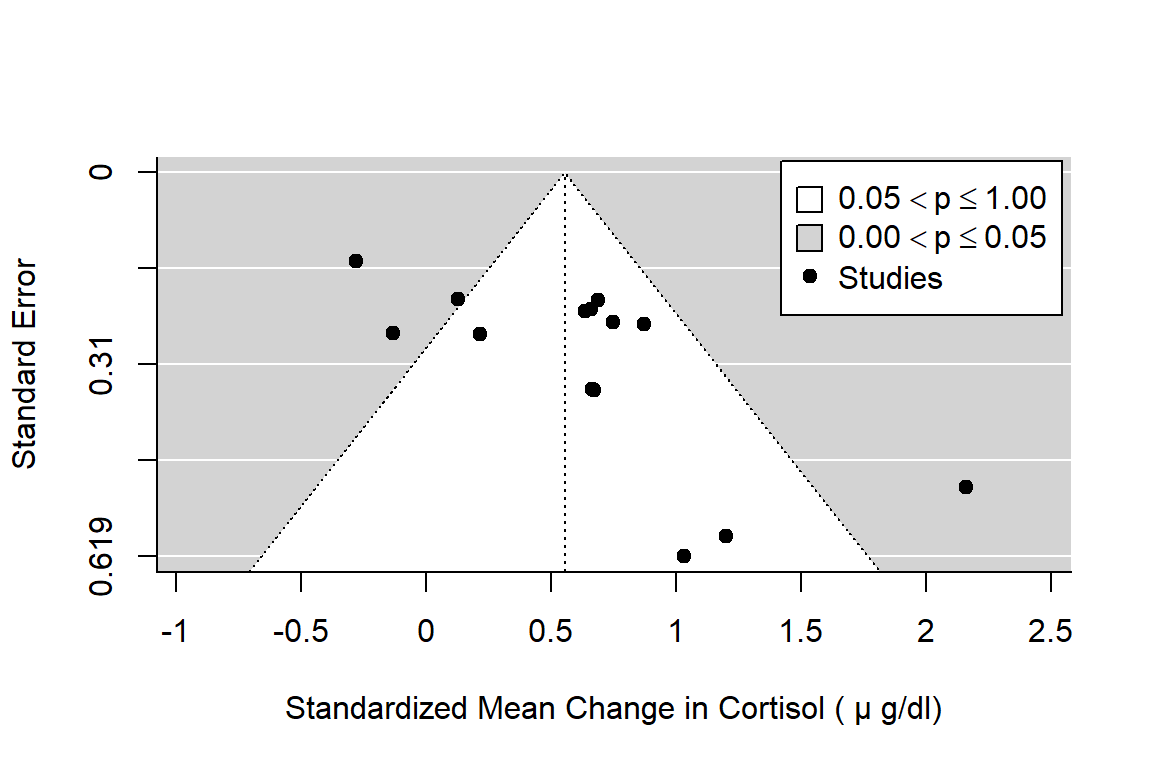 0.05 < p ≤ 1.00
0.00 < p ≤ 0.05
Studies
Standard Error
0
0.31
0.619
-1 -0.5 0 0.5 1 1.5 2 2.5
Standardized Mean Change in Cortisol ( µ g/dl)